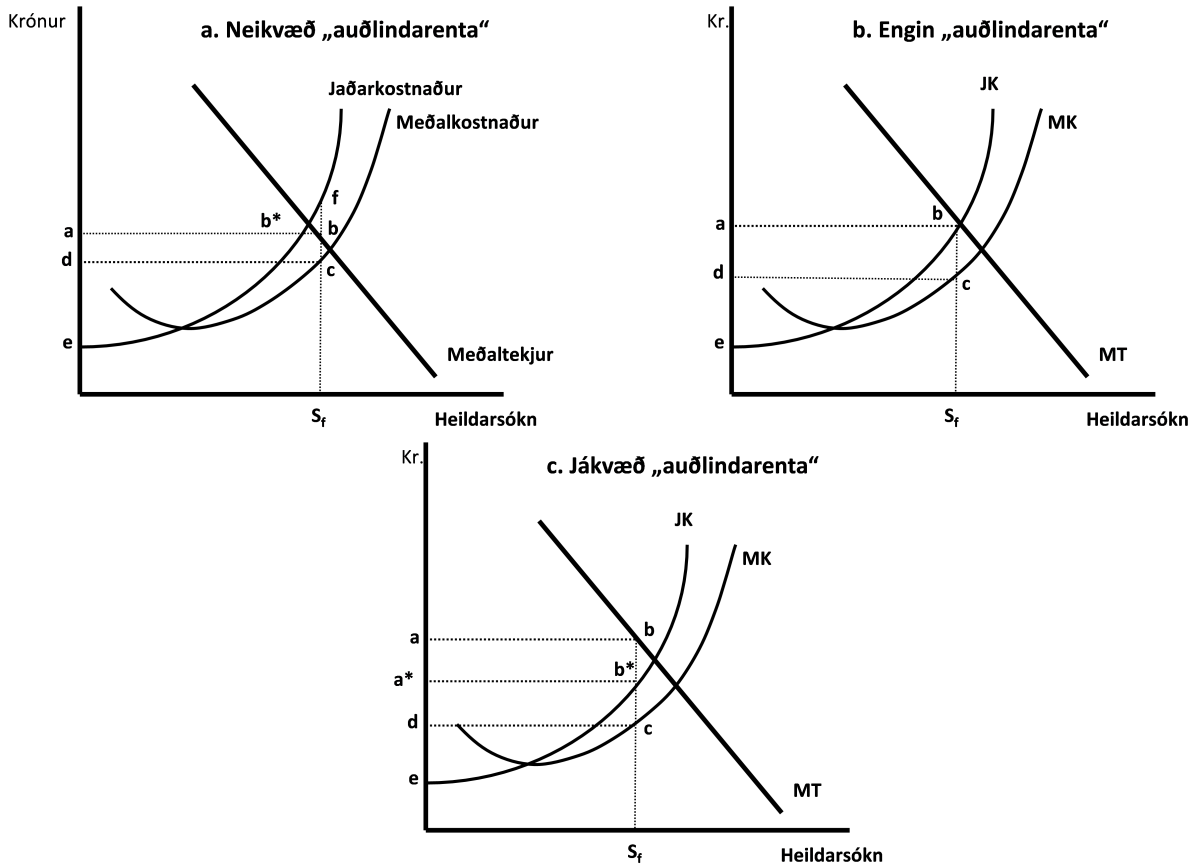 Krónur
a. Neikvæð „auðlindarenta“
Jaðarkostnaður
Meðalkostnaður
f
b*
a
b
d
c
e
Meðaltekjur
Sf
Heildarsókn
Kr.
b. Engin „auðlindarenta“
JK
MK
b
a
d
c
e
MT
Sf
Heildarsókn
Kr.
c. Jákvæð „auðlindarenta“
JK
MK
a
b
b*
a*
d
c
e
MT
Sf
Heildarsókn